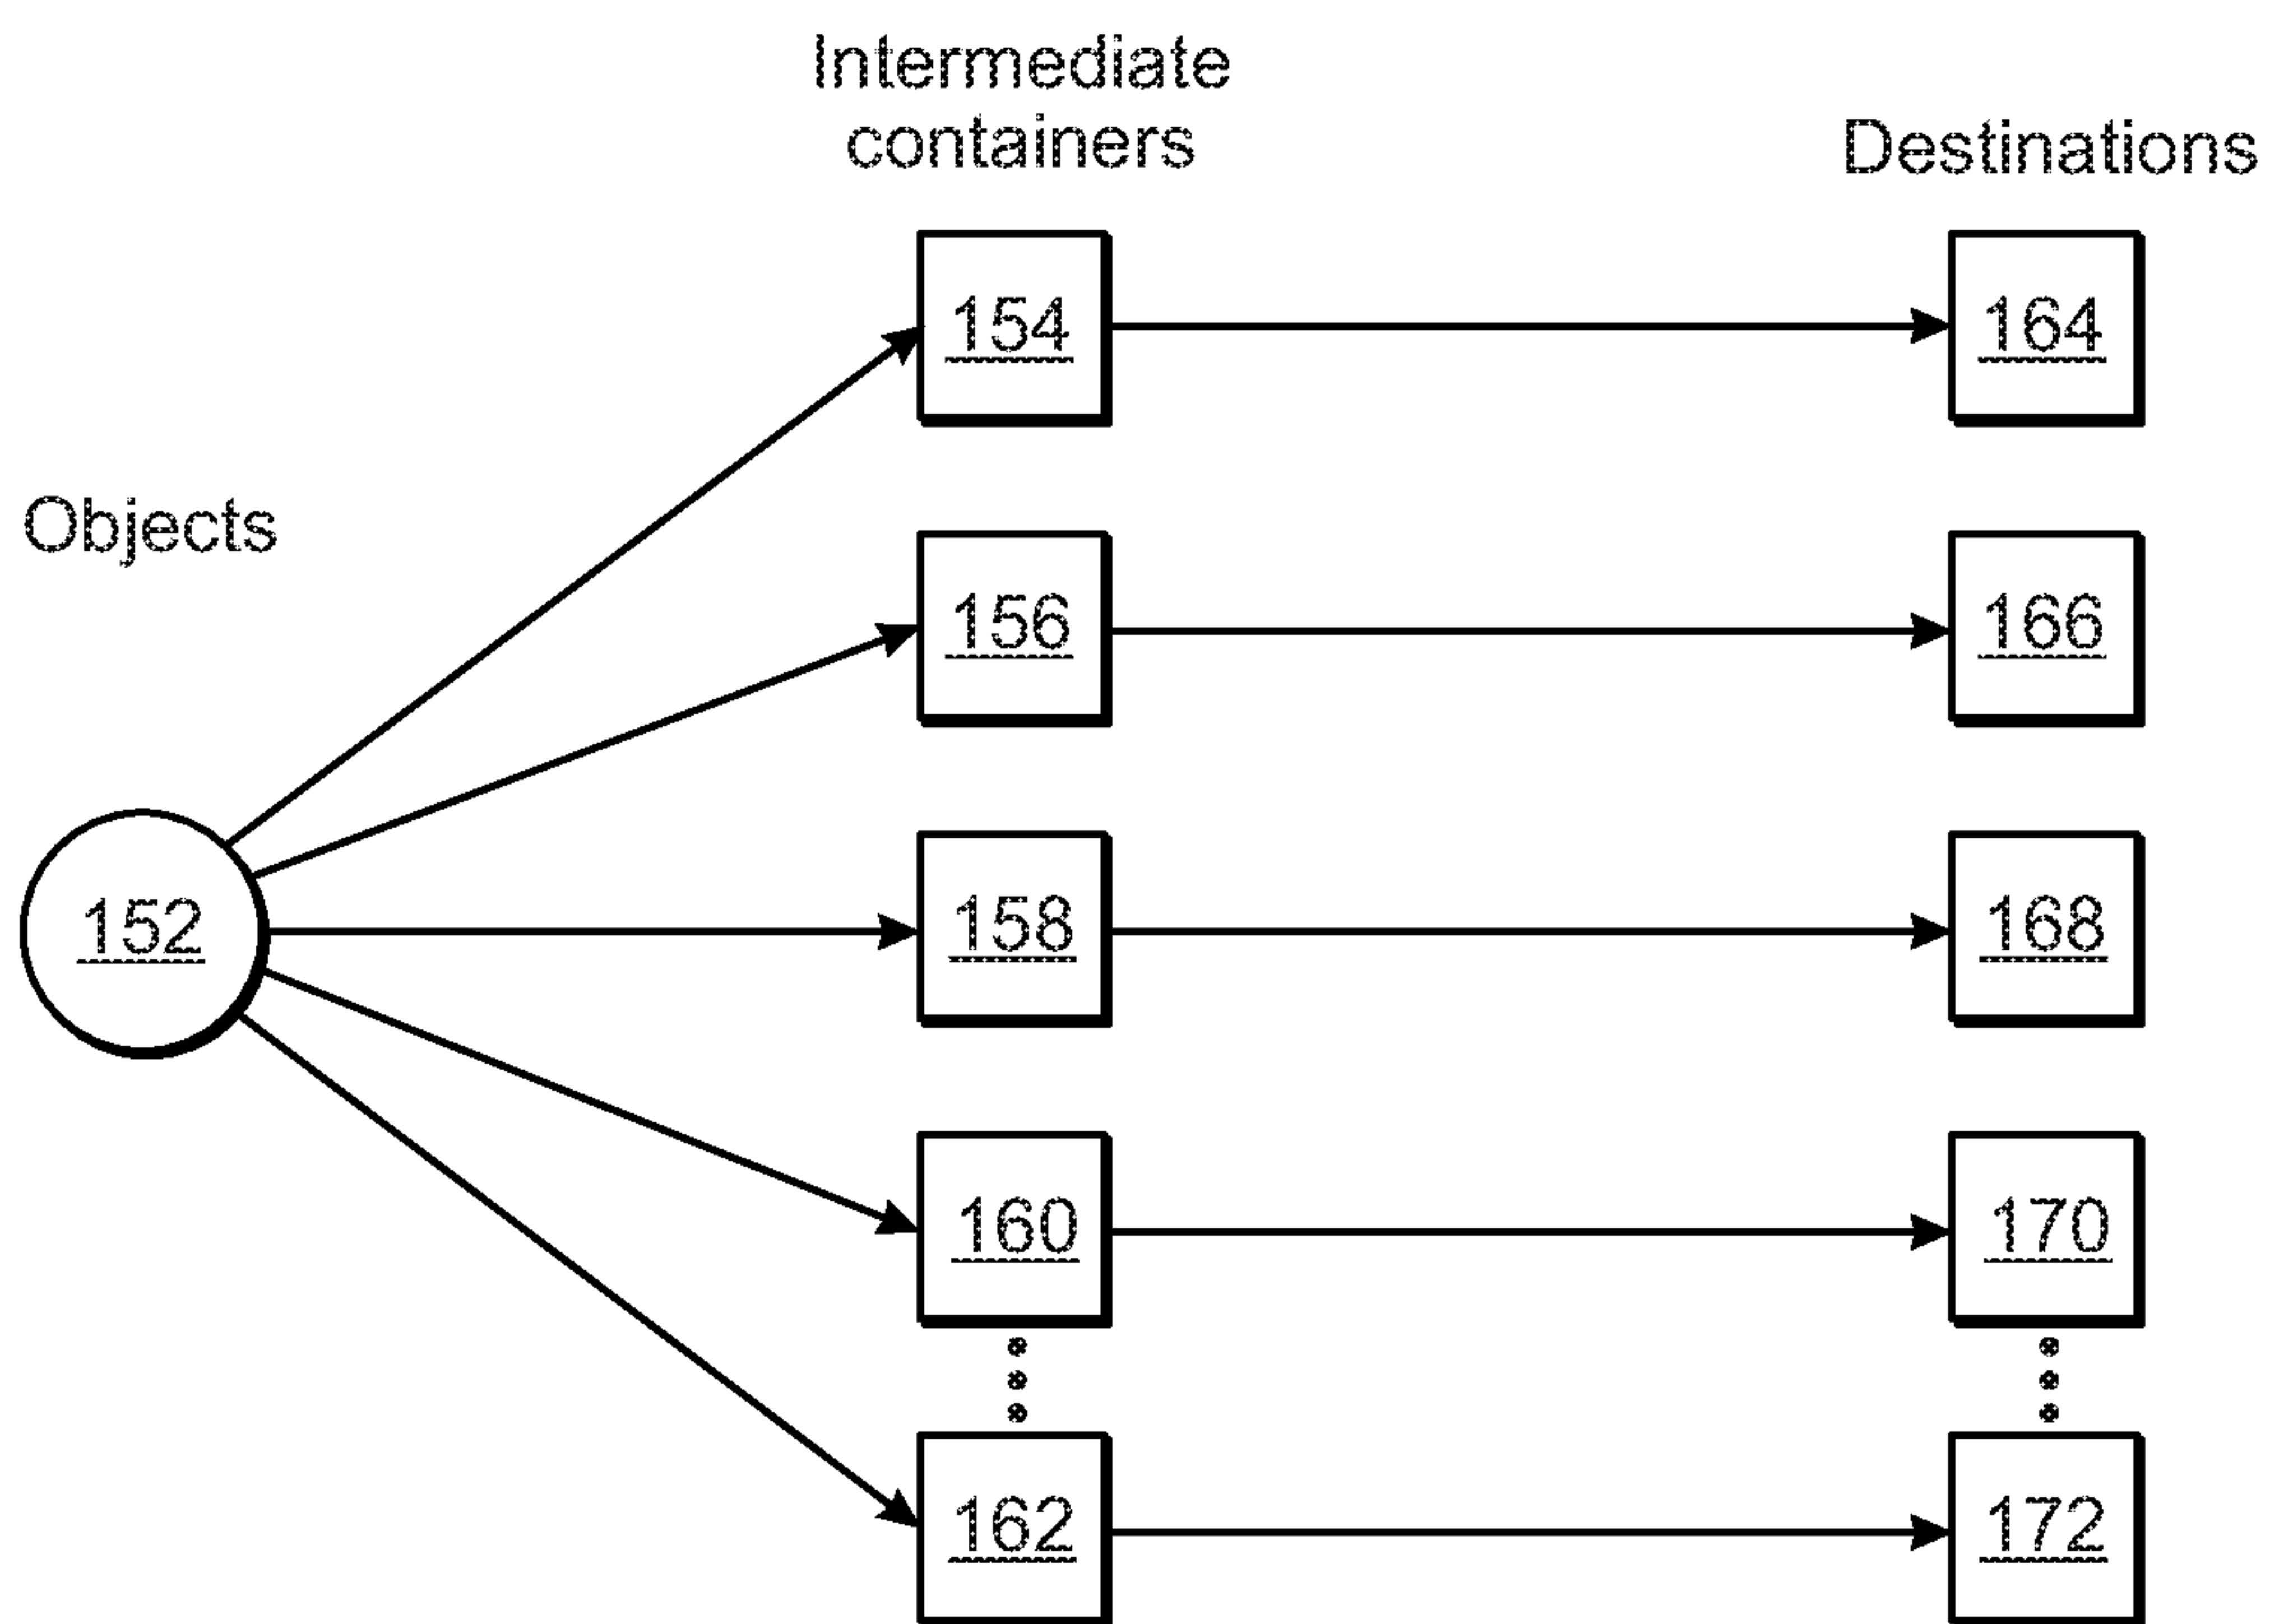 Intermediate
containers
Destinations
Objects
154
164
156
166
152
158
168
160
170
162
172